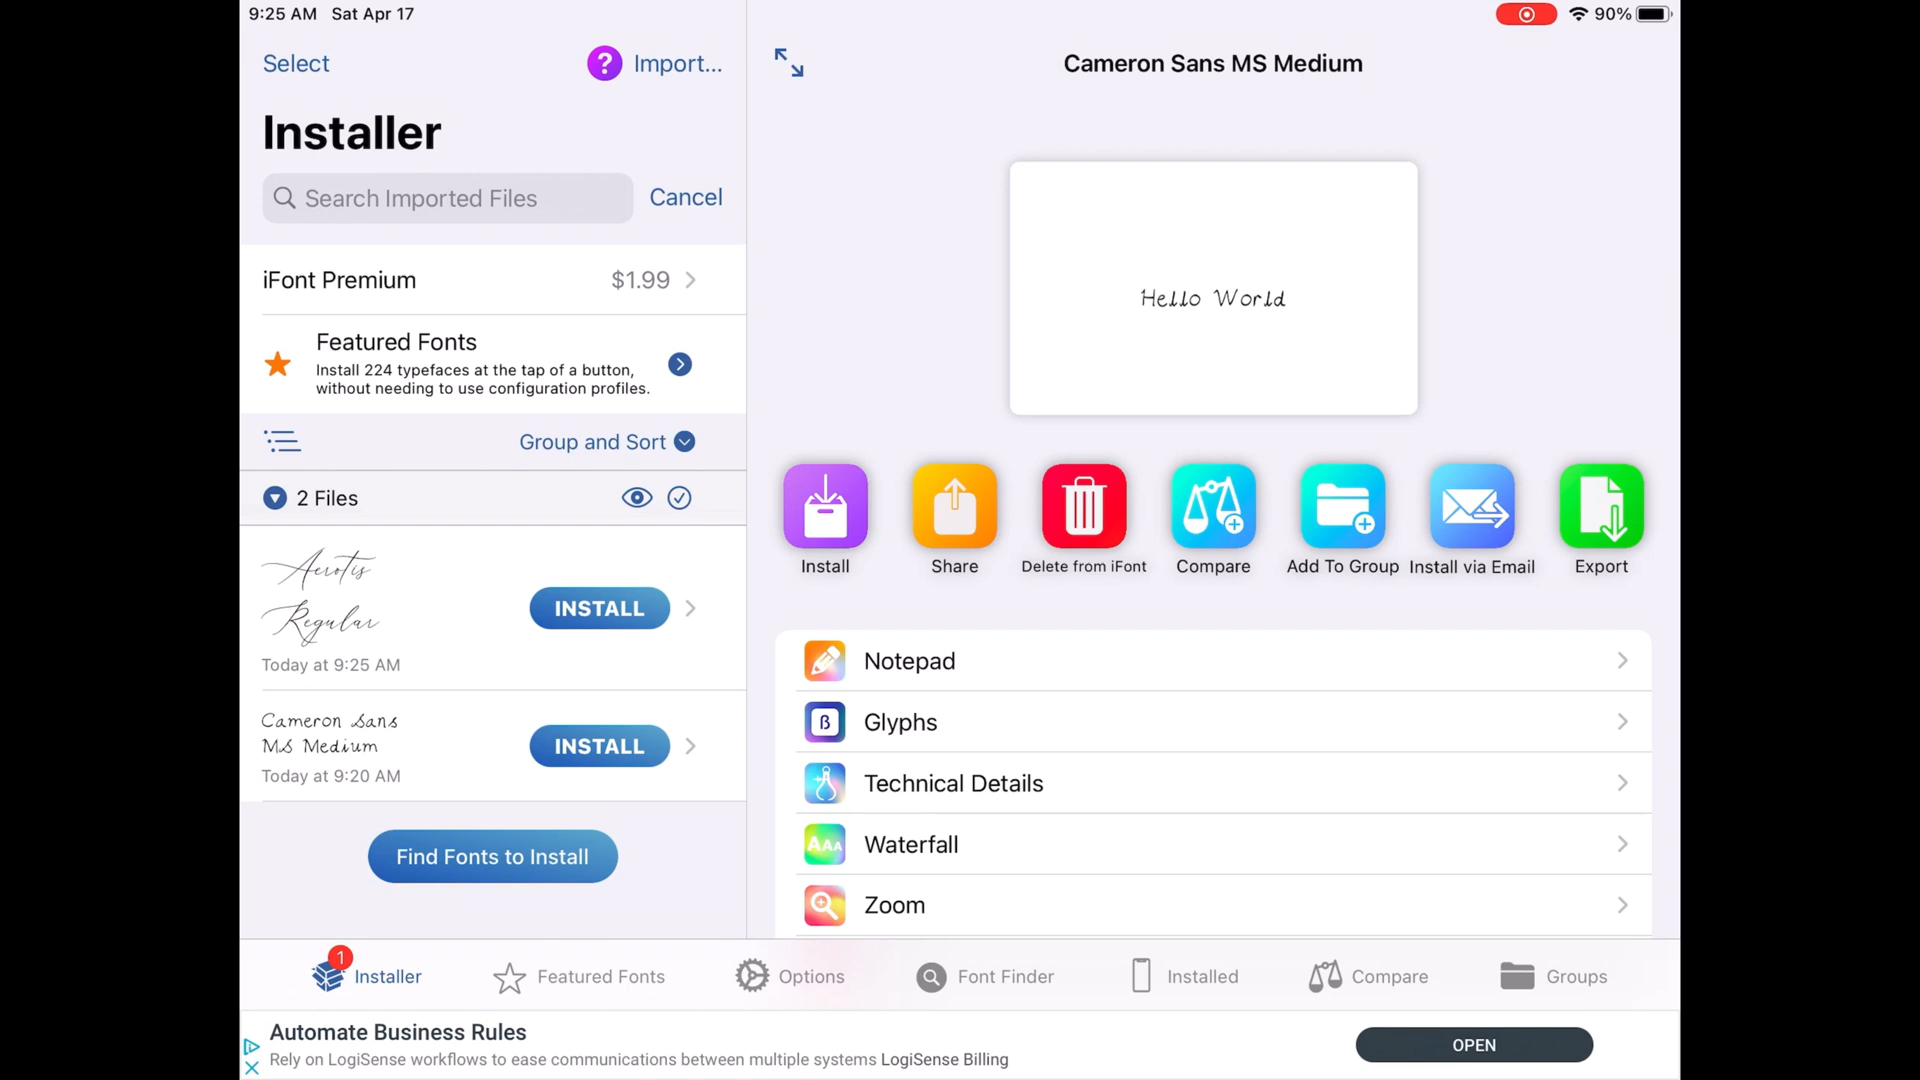 9:25 AM Sat Apr 17
90%
Select
? Import...
Installer
Search Imported Files
Cancel
iFont Premium $1.99
Featured Fonts
Install 224 typefaces at the tap of a button,
without needing to use configuration profiles.
Group and Sort
2 Files
Aerotis
Regular
Today at 9:25 AM
INSTALL
Cameron Sans
MS Medium
Today at 9:20 AM
INSTALL
Find Fonts to Install
Cameron Sans MS Medium
Hello World
Install
Share
Delete from iFont
Compare
Add To Group
Install via Email
Export
Notepad
ß
Glyphs
Technical Details
AAA
Waterfall
Zoom
1
Installer
Featured Fonts
Options
Font Finder
Installed
Compare
Groups
Automate Business Rules
Rely on LogiSense workflows to ease communications between multiple systems LogiSense Billing
OPEN